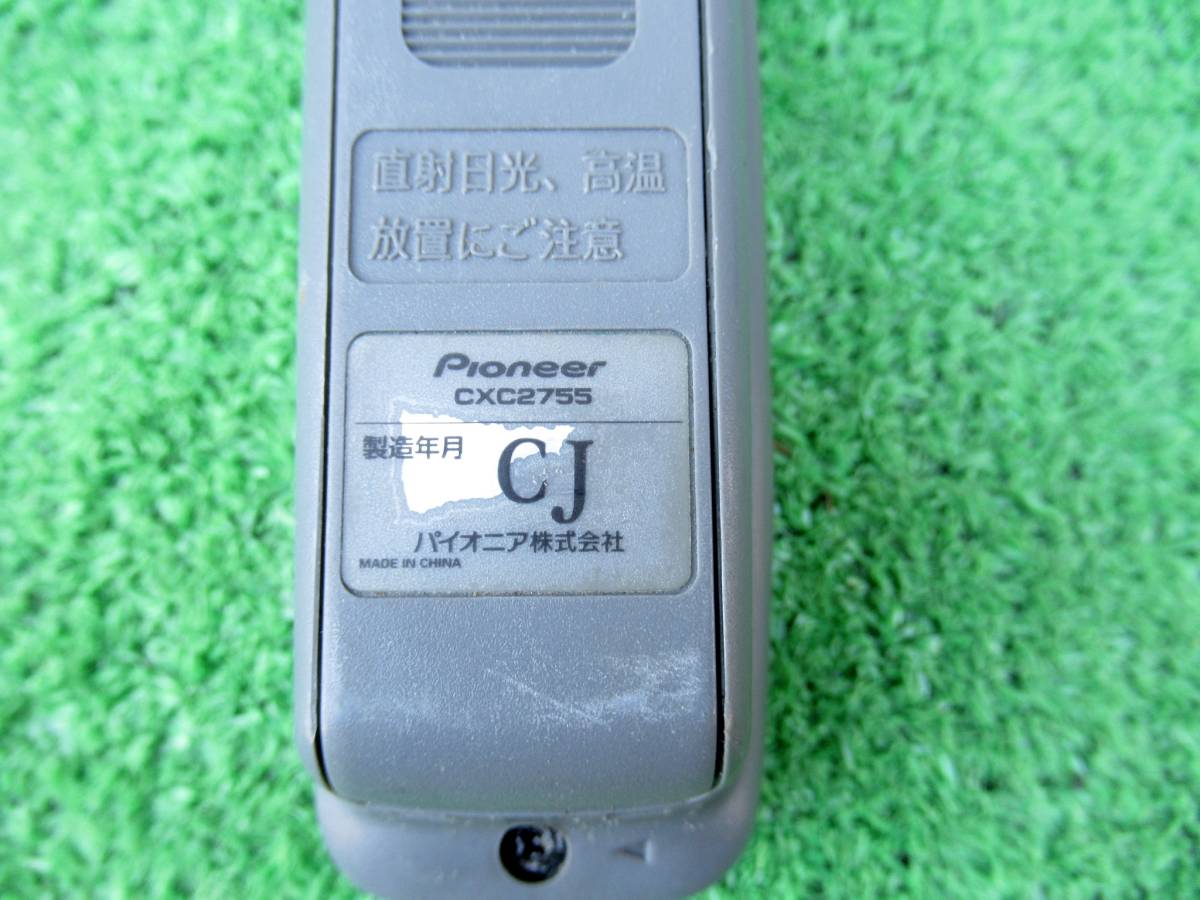 直射日光、高温
放置にご注意
Pioneer
CXC2755
製造年月 CJ
パイオニア株式会社
MADE IN CHINA